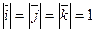 |i̅| = |j̅| = |k̅| = 1